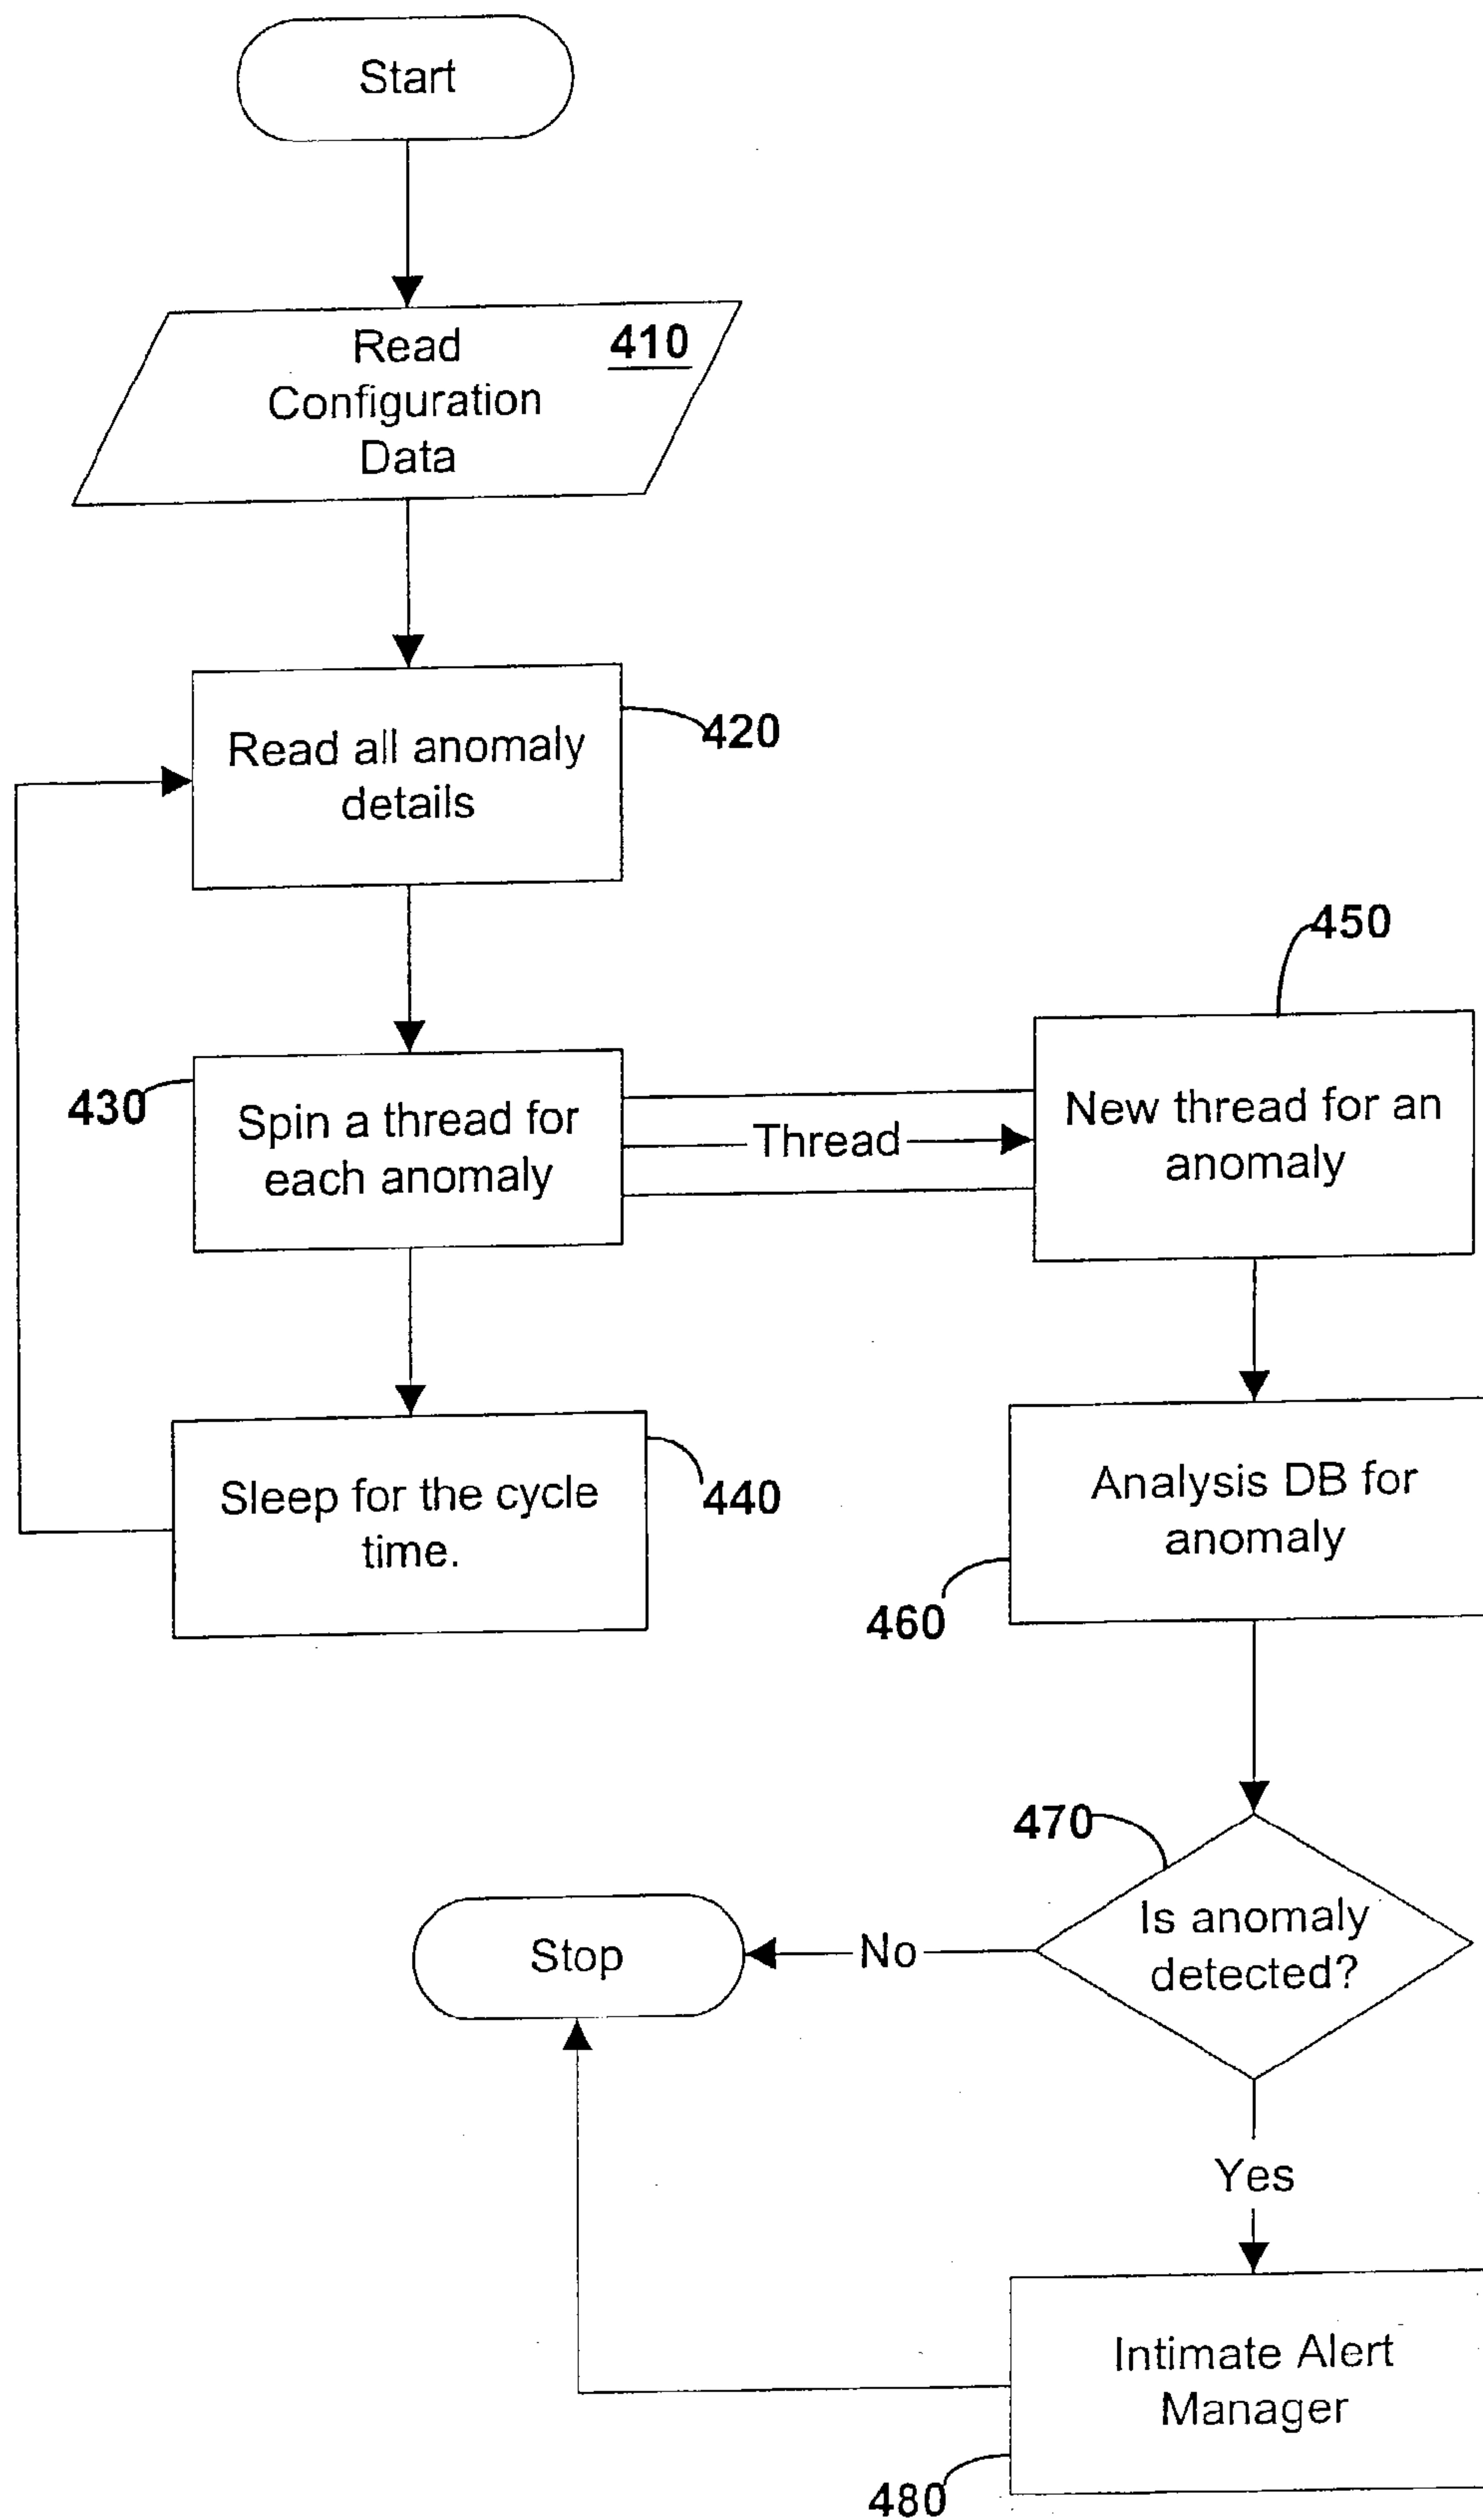 Start
Read
Configuration
Data
410
Read all anomaly
details
420
430
Spin a thread for
each anomaly
Thread
450
New thread for an
anomaly
Sleep for the cycle
time.
440
Analysis DB for
anomaly
460
470
Is anomaly
detected?
No
Stop
Yes
Intimate Alert
Manager
480